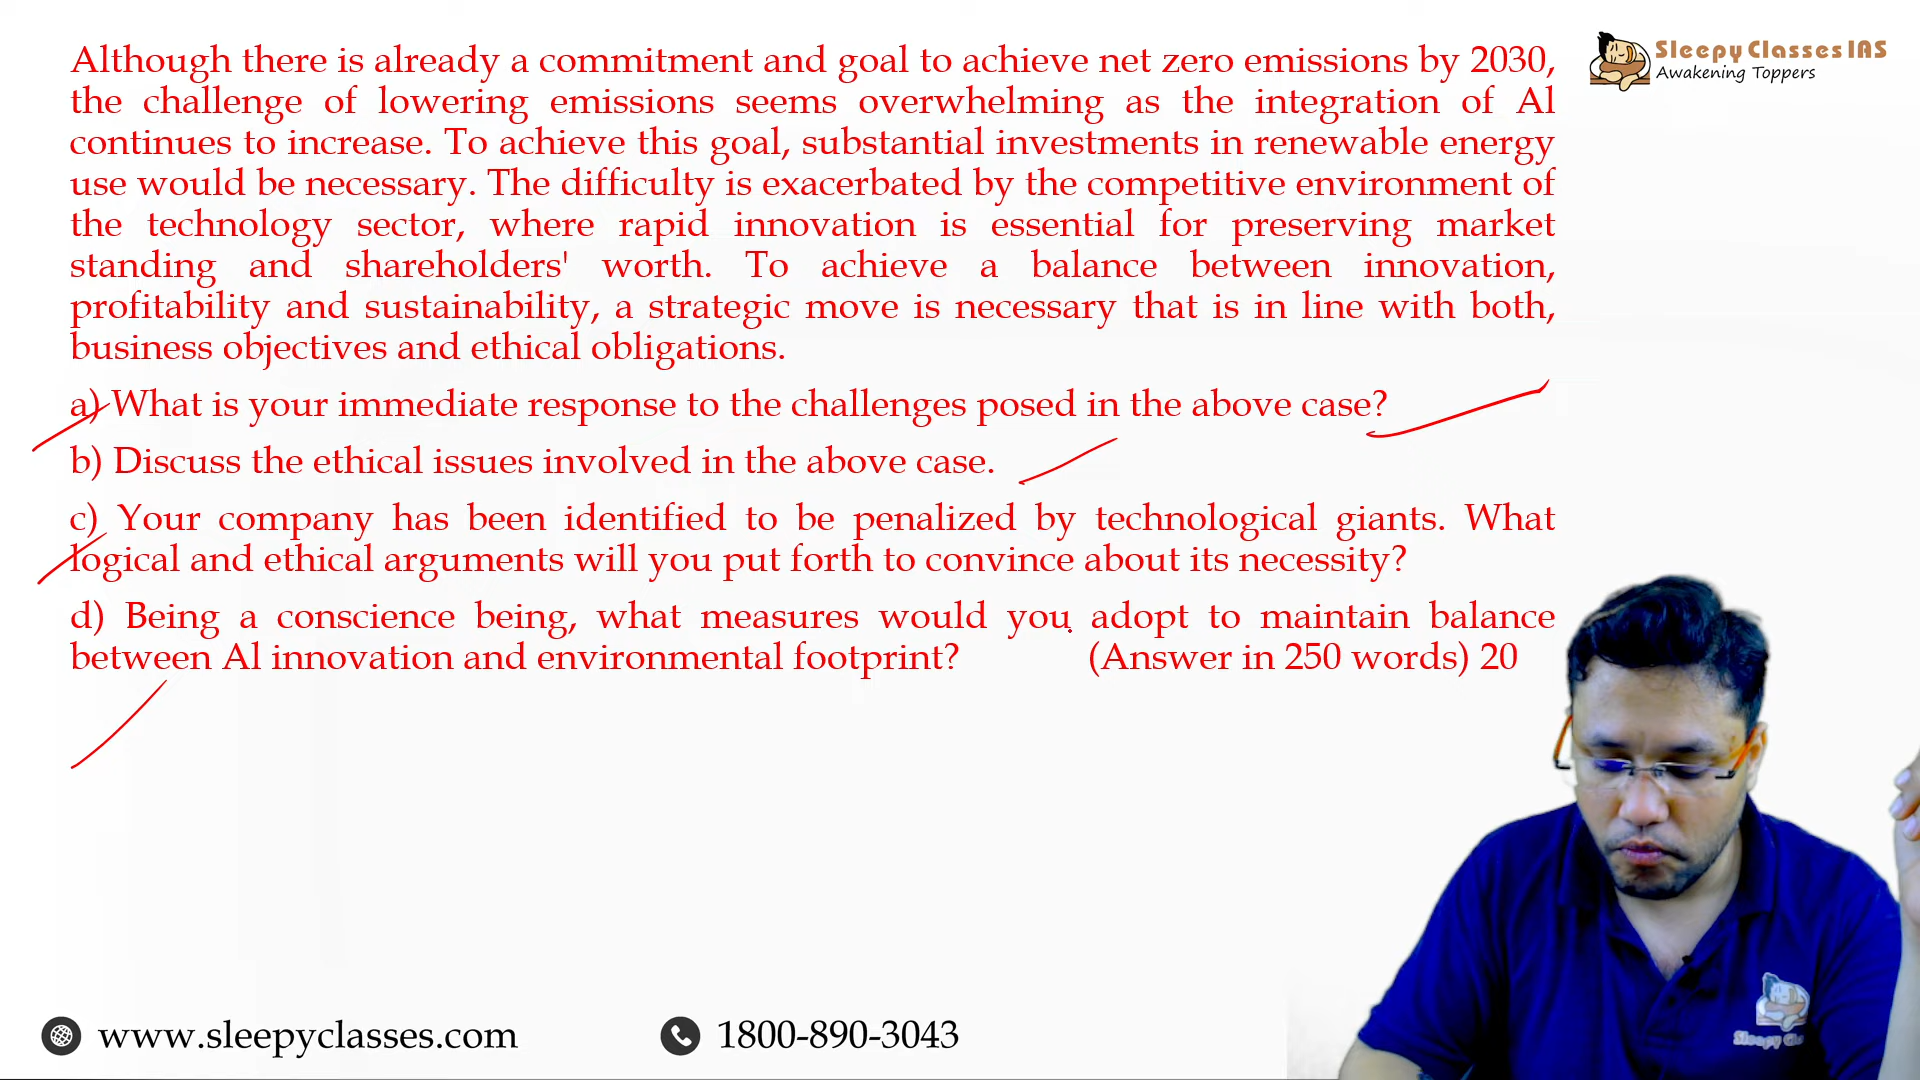 Although there is already a commitment and goal to achieve net zero emissions by 2030,
the challenge of lowering emissions seems overwhelming as the integration of Al
continues to increase. To achieve this goal, substantial investments in renewable energy
use would be necessary. The difficulty is exacerbated by the competitive environment of
the technology sector, where rapid innovation is essential for preserving market
standing and shareholders' worth. To achieve a balance between innovation,
profitability and sustainability, a strategic move is necessary that is in line with both,
business objectives and ethical obligations.
a) What is your immediate response to the challenges posed in the above case?
b) Discuss the ethical issues involved in the above case.
c) Your company has been identified to be penalized by technological giants. What
logical and ethical arguments will you put forth to convince about its necessity?
d) Being a conscience being, what measures would you adopt to maintain balance
between Al innovation and environmental footprint? (Answer in 250 words) 20
Sleepy Classes IAS
Awakening Toppers
www.sleepyclasses.com
1800-890-3043